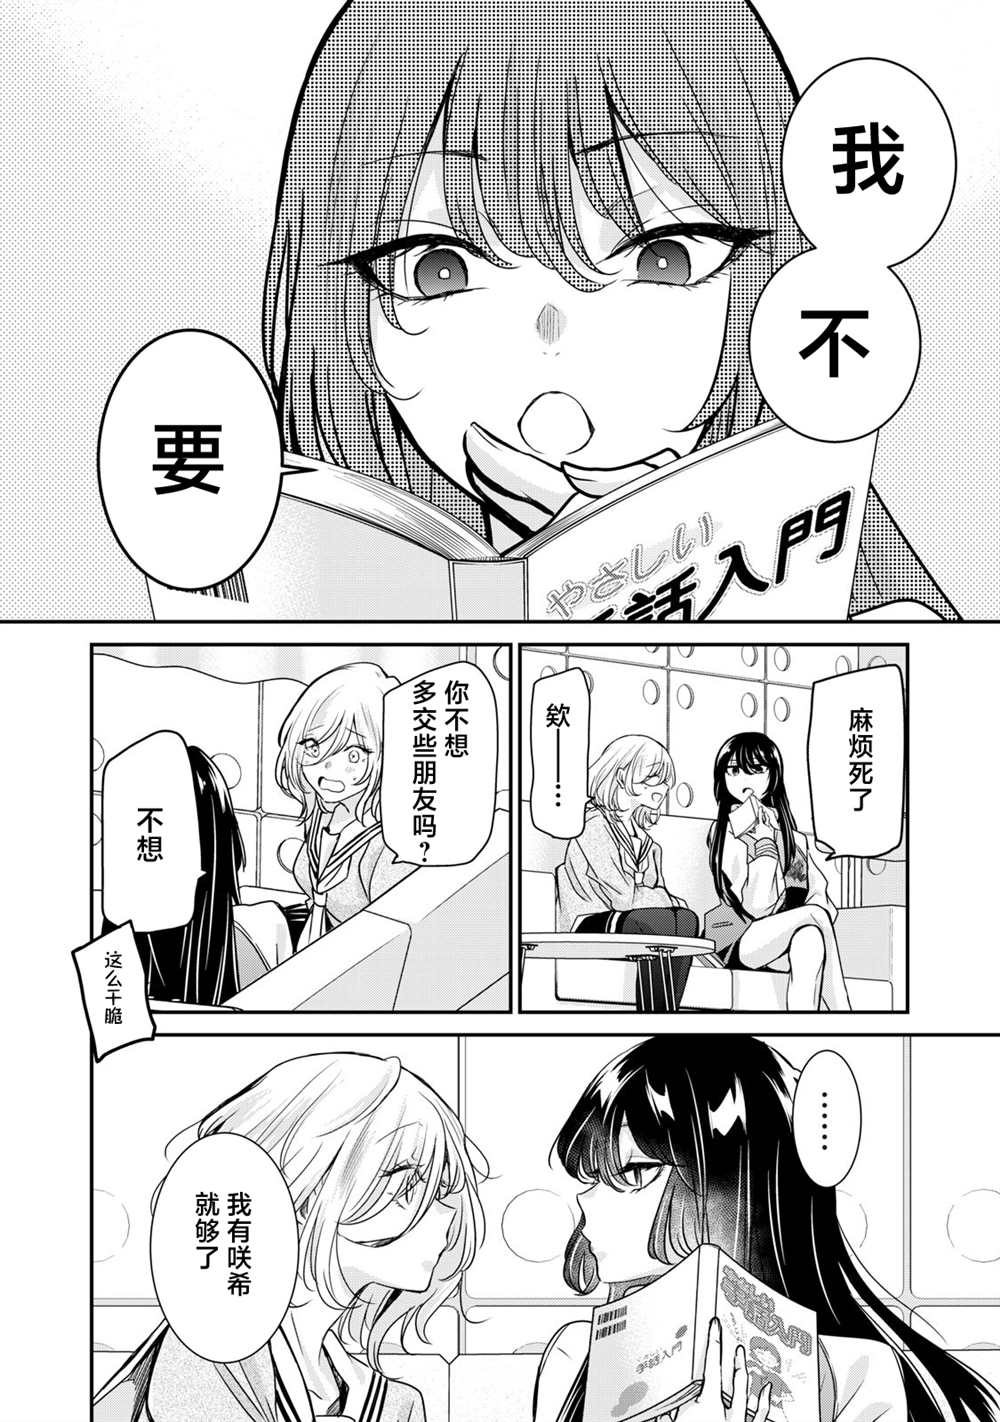 我
不
要
やさしい
話入門
麻烦死了
欸——…
你不想
多交些朋友吗?
不想
这么干脆
……
我有咲希
就够了
手話入門